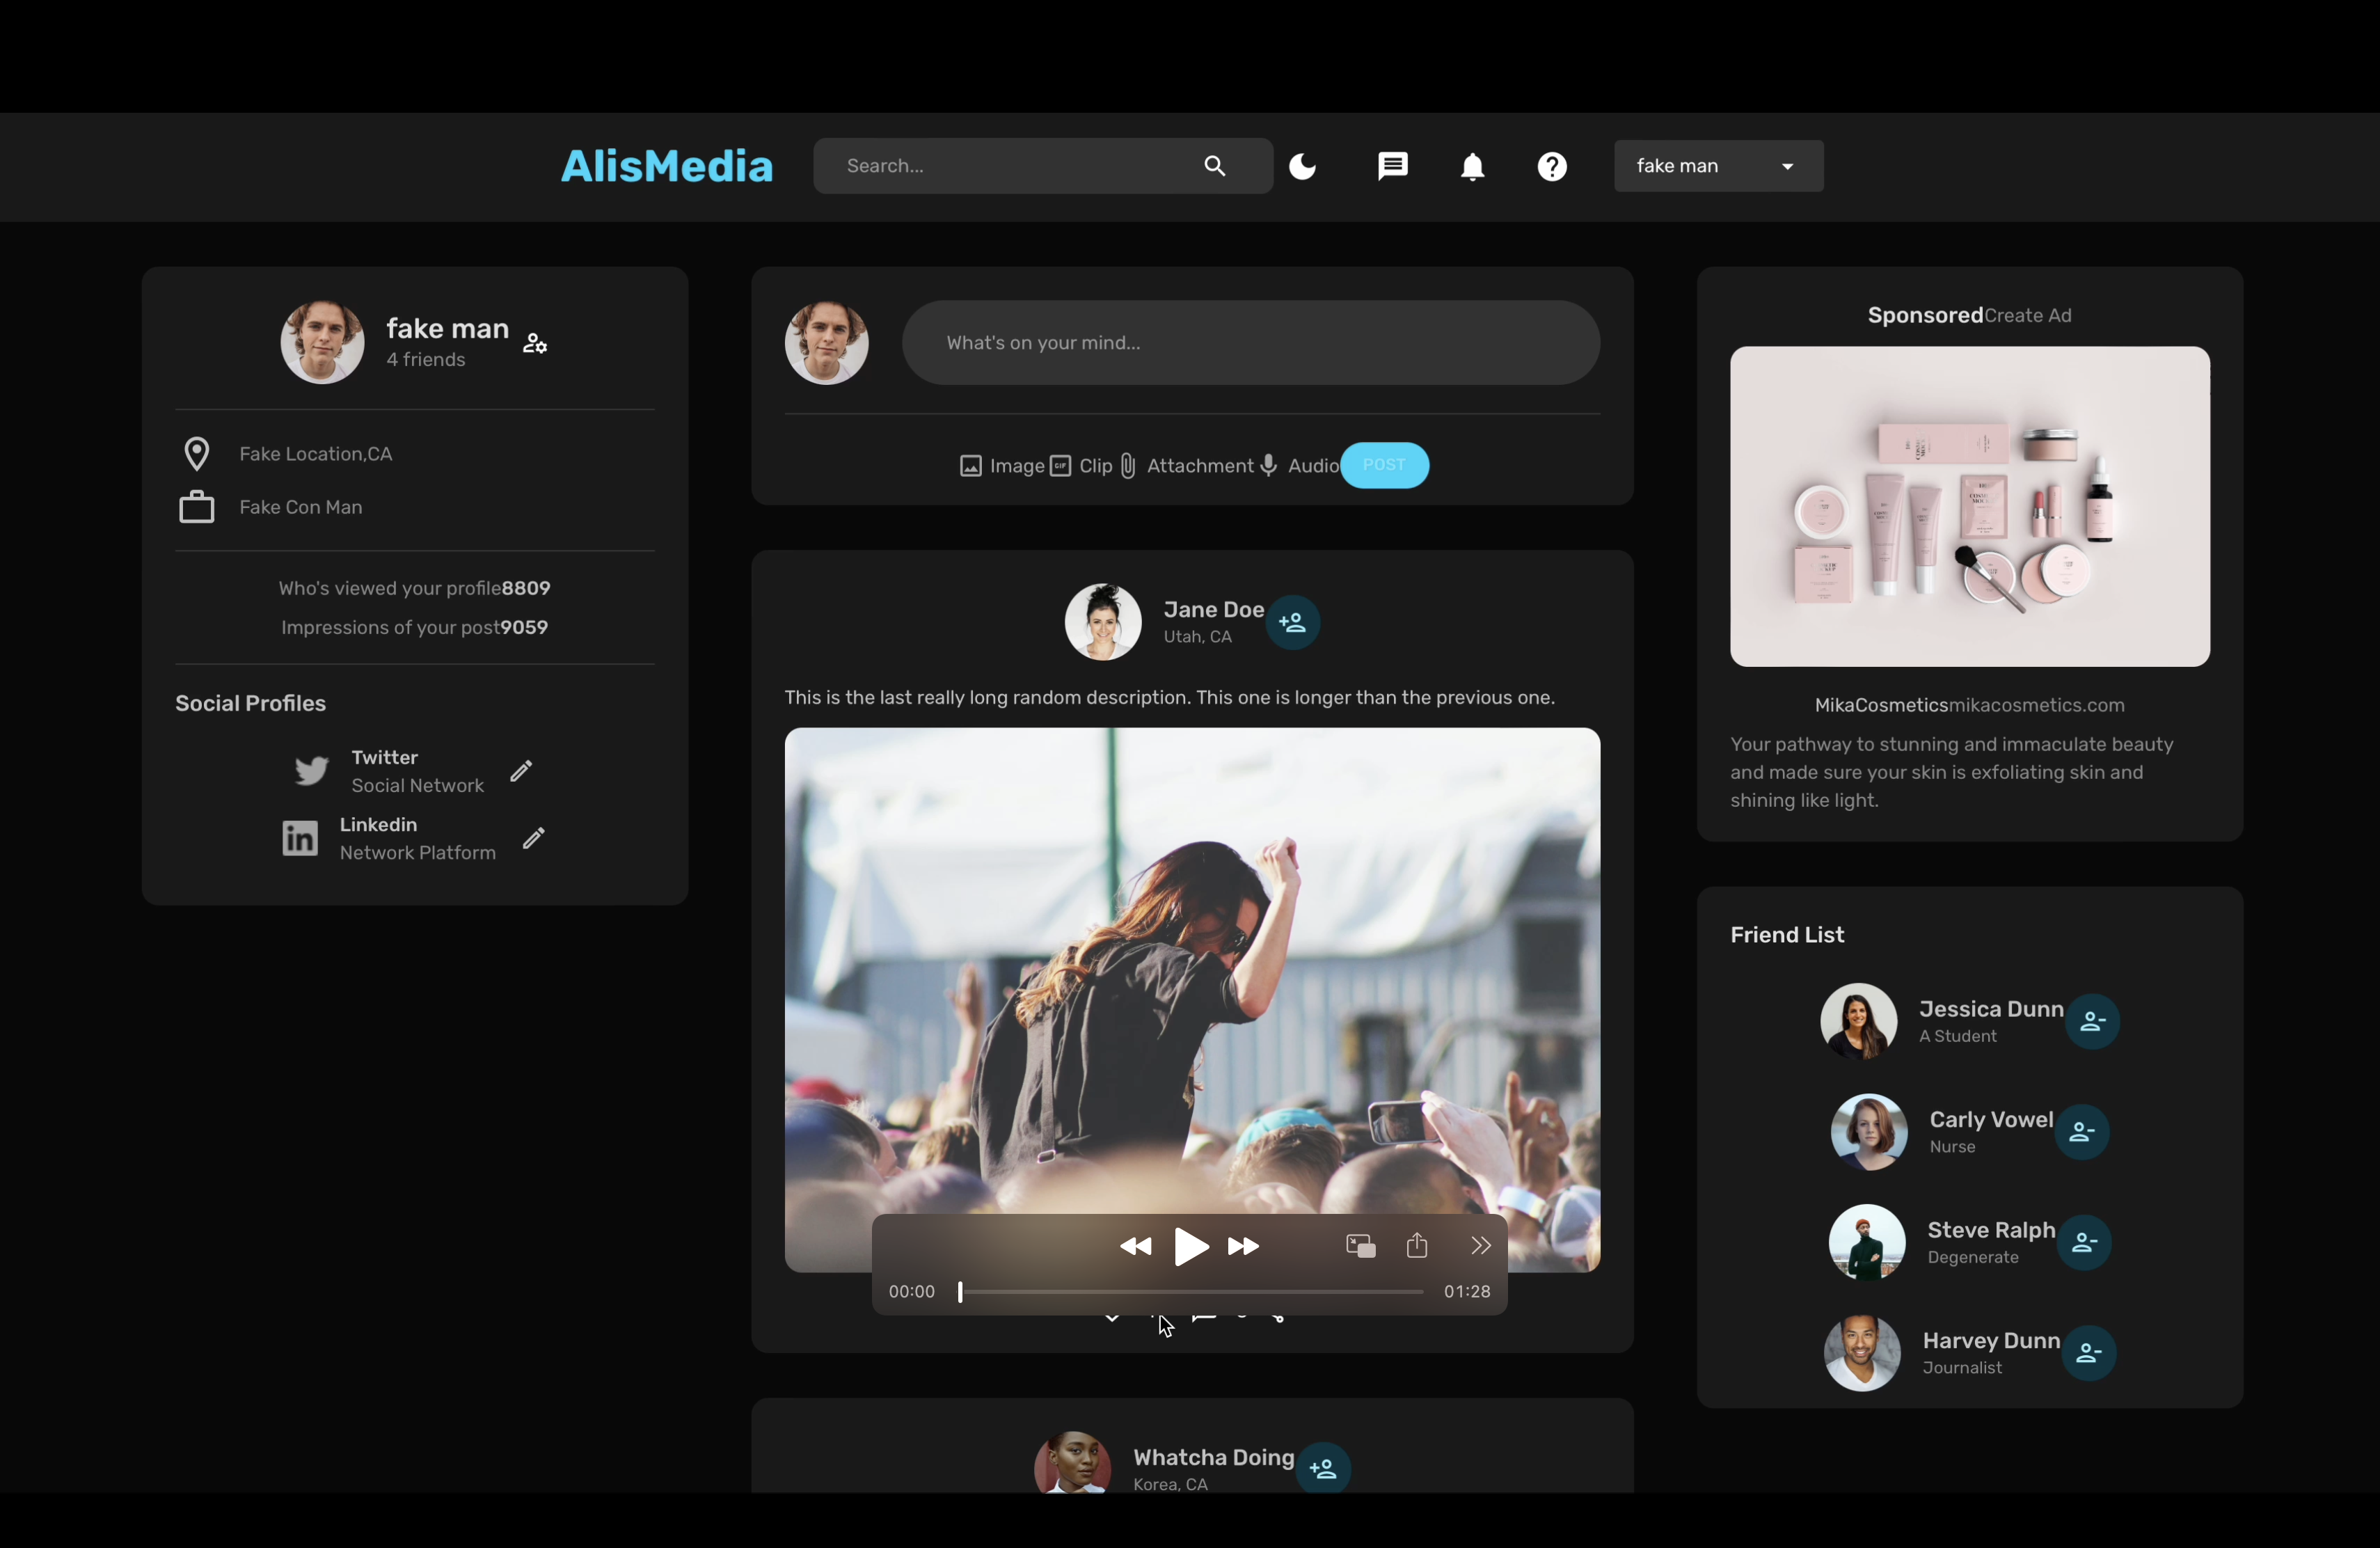 AlisMedia
Search...
fake man
fake man
4 friends
Fake Location,CA
Fake Con Man
Who's viewed your profile8809
Impressions of your post9059
Social Profiles
Twitter
Social Network
Linkedin
Network Platform
What's on your mind...
Image GIF Clip Attachment Audio POST
Jane Doe
Utah, CA
This is the last really long random description. This one is longer than the previous one.
00:00
01:28
Whatcha Doing
Korea, CA
SponsoredCreate Ad
MikaCosmeticsmikacosmetics.com
Your pathway to stunning and immaculate beauty
and made sure your skin is exfoliating skin and
shining like light.
Friend List
Jessica Dunn
A Student
Carly Vowel
Nurse
Steve Ralph
Degenerate
Harvey Dunn
Journalist